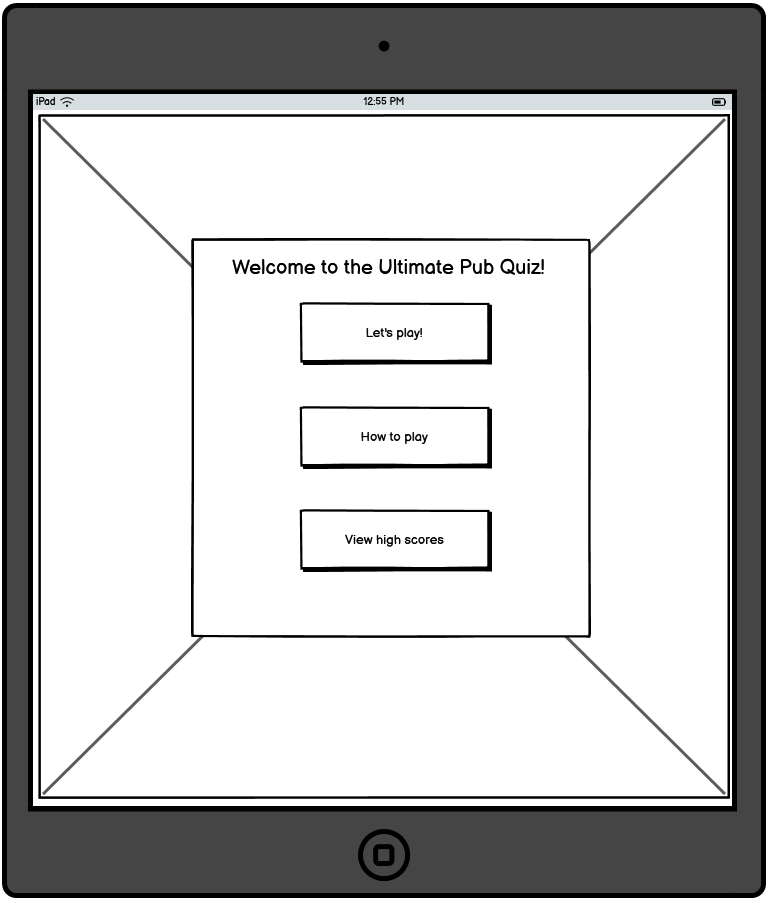 iPad
12:55 PM
Welcome to the Ultimate Pub Quiz!
Let's play!
How to play
View high scores